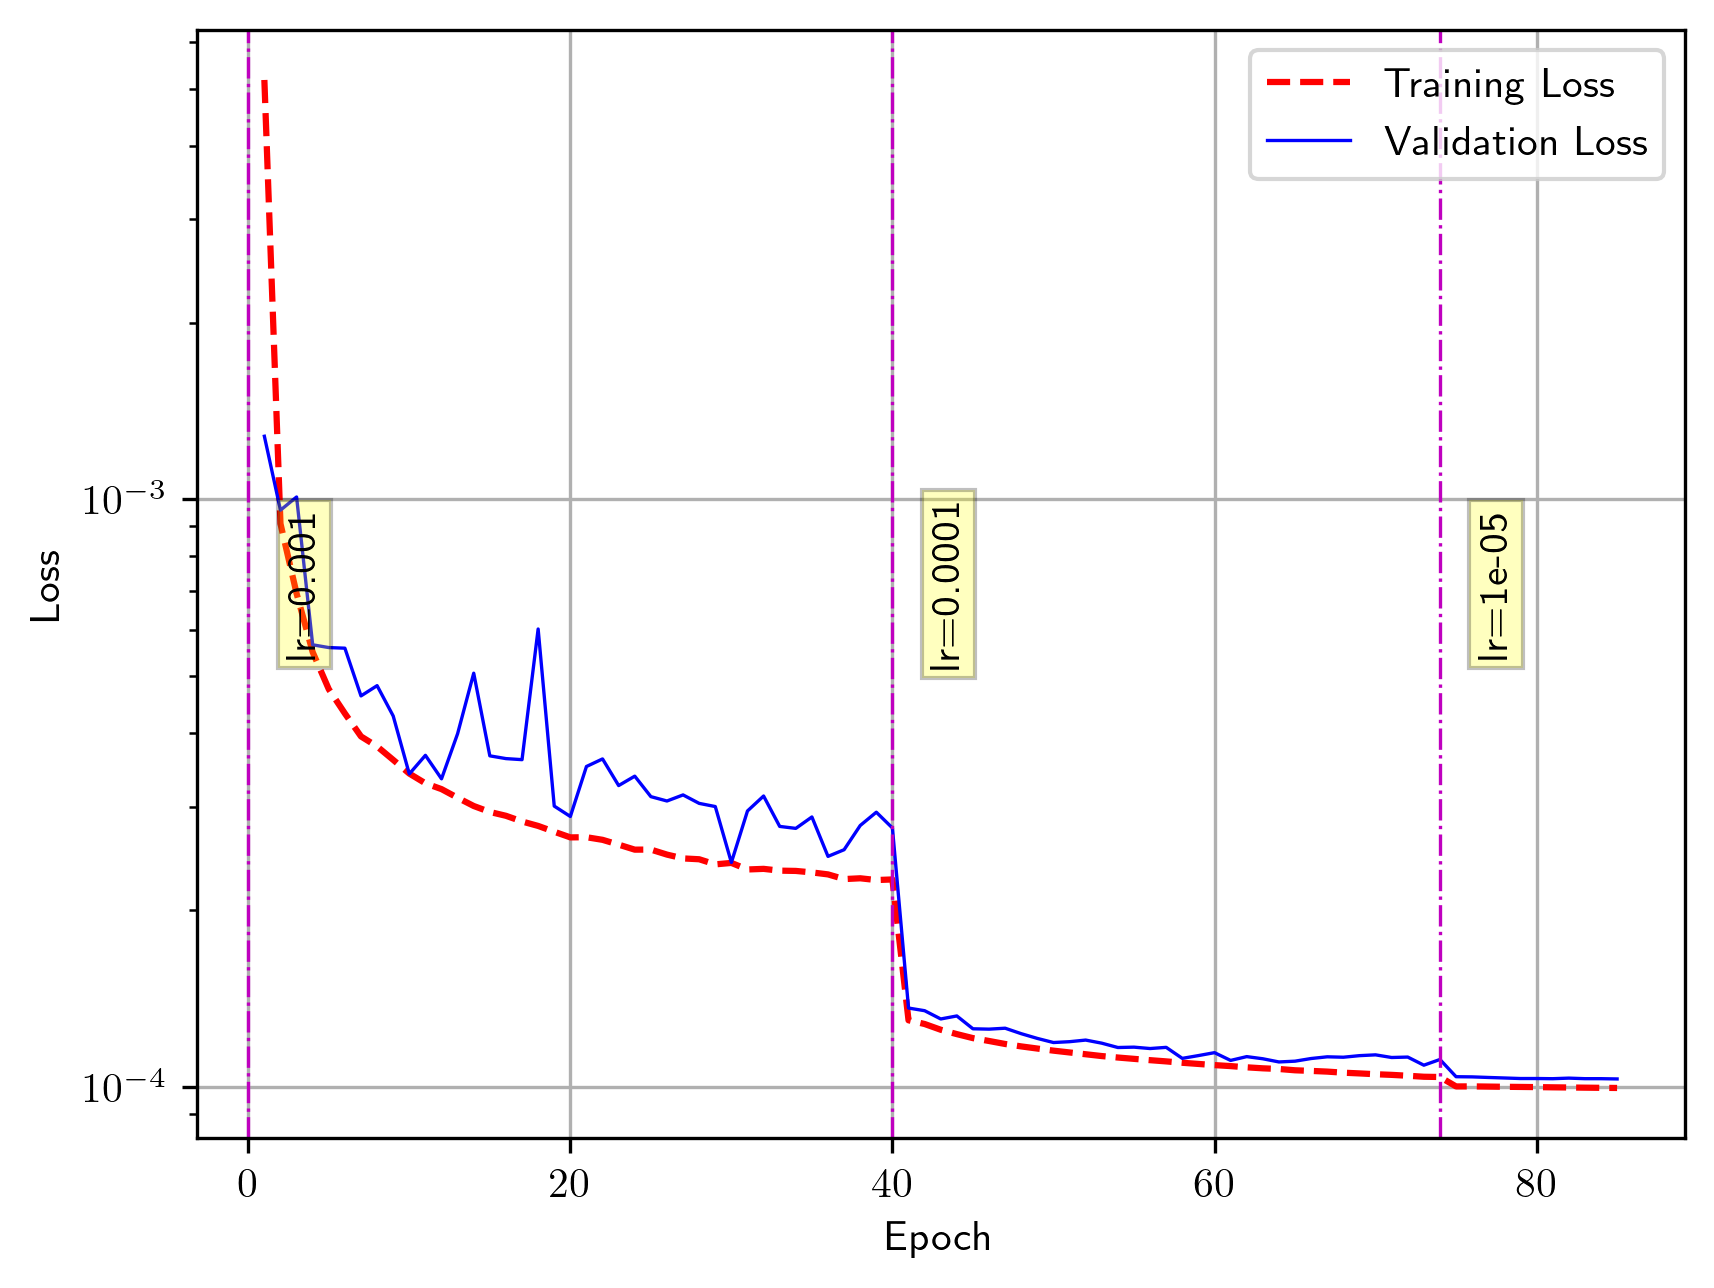 Training Loss
Validation Loss
10⁻³
10⁻⁴
Loss
lr=0.001
lr=0.0001
lr=1e-05
0 20 40 60 80
Epoch